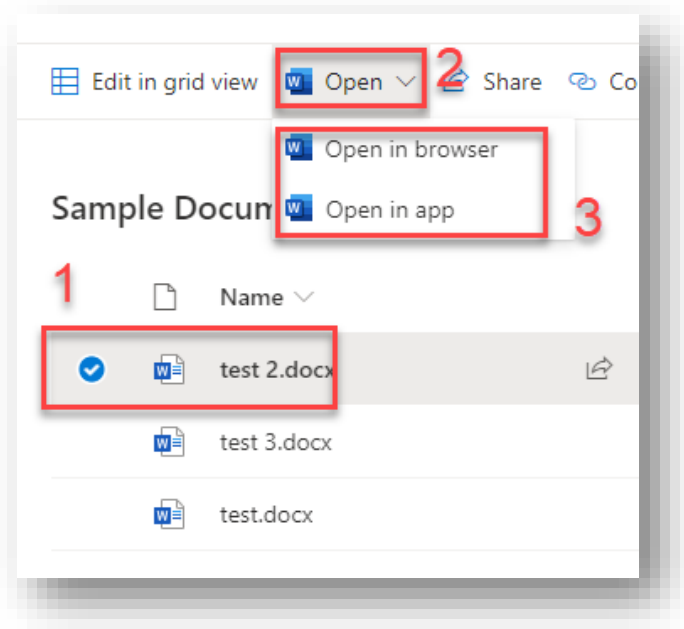 Edit in grid view Open 2 Share Co
Open in browser
Sample Docum Open in app 3
1 Name
test 2.docx
test 3.docx
test.docx